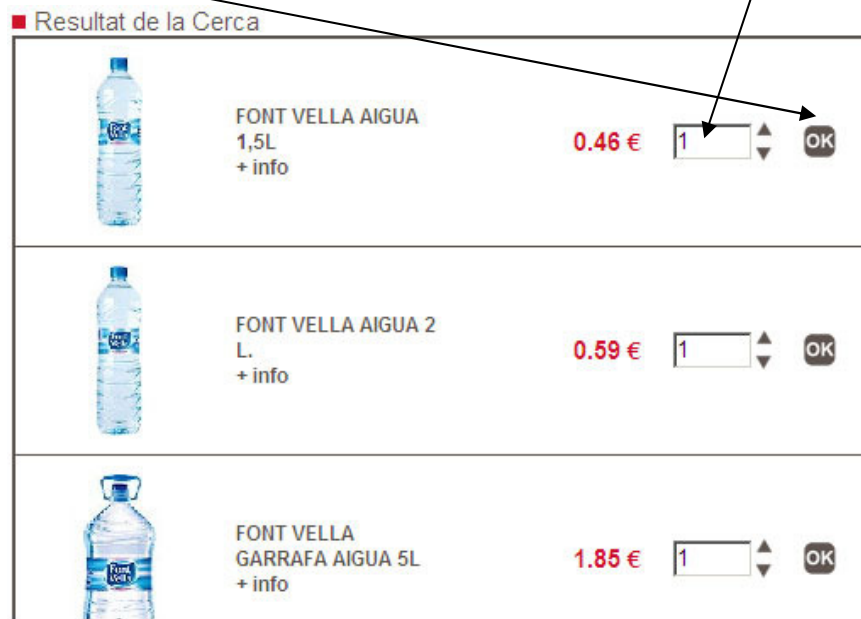 Resultat de la Cerca
FONT VELLA AIGUA
1,5L
+ info
0.46 €
1
OK
FONT VELLA AIGUA 2
L.
+ info
0.59 €
1
OK
FONT VELLA
GARRAFA AIGUA 5L
+ info
1.85 €
1
OK